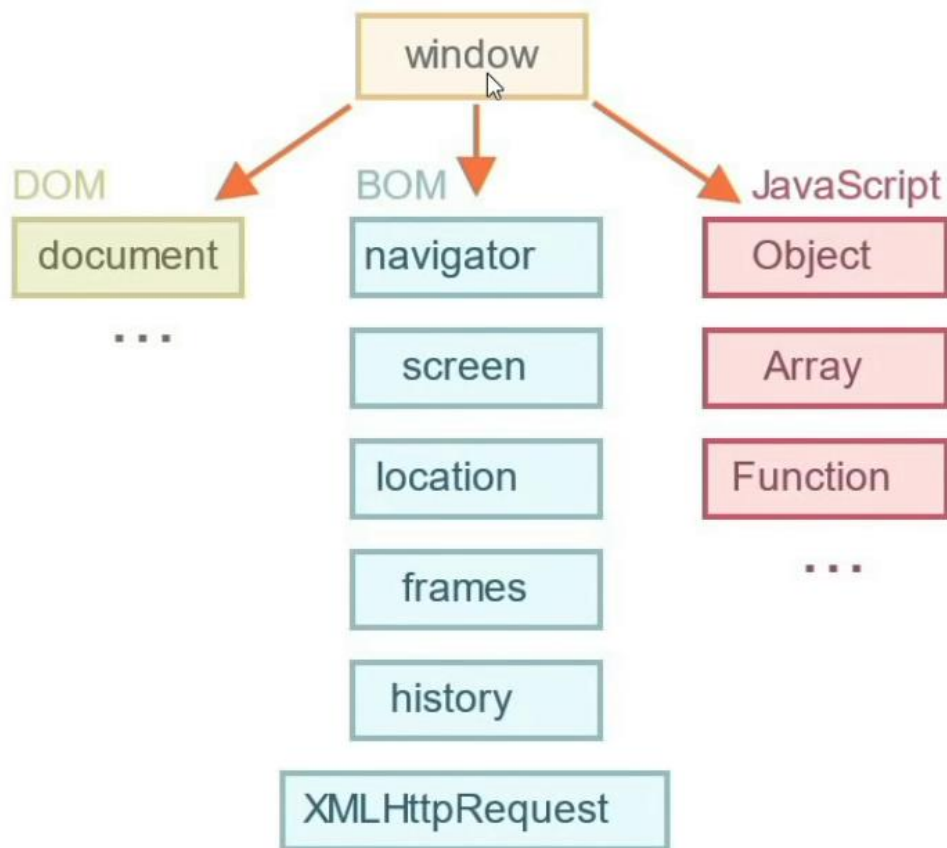 window
DOM
document
...
BOM
navigator
screen
location
frames
history
XMLHttpRequest
JavaScript
Object
Array
Function
...